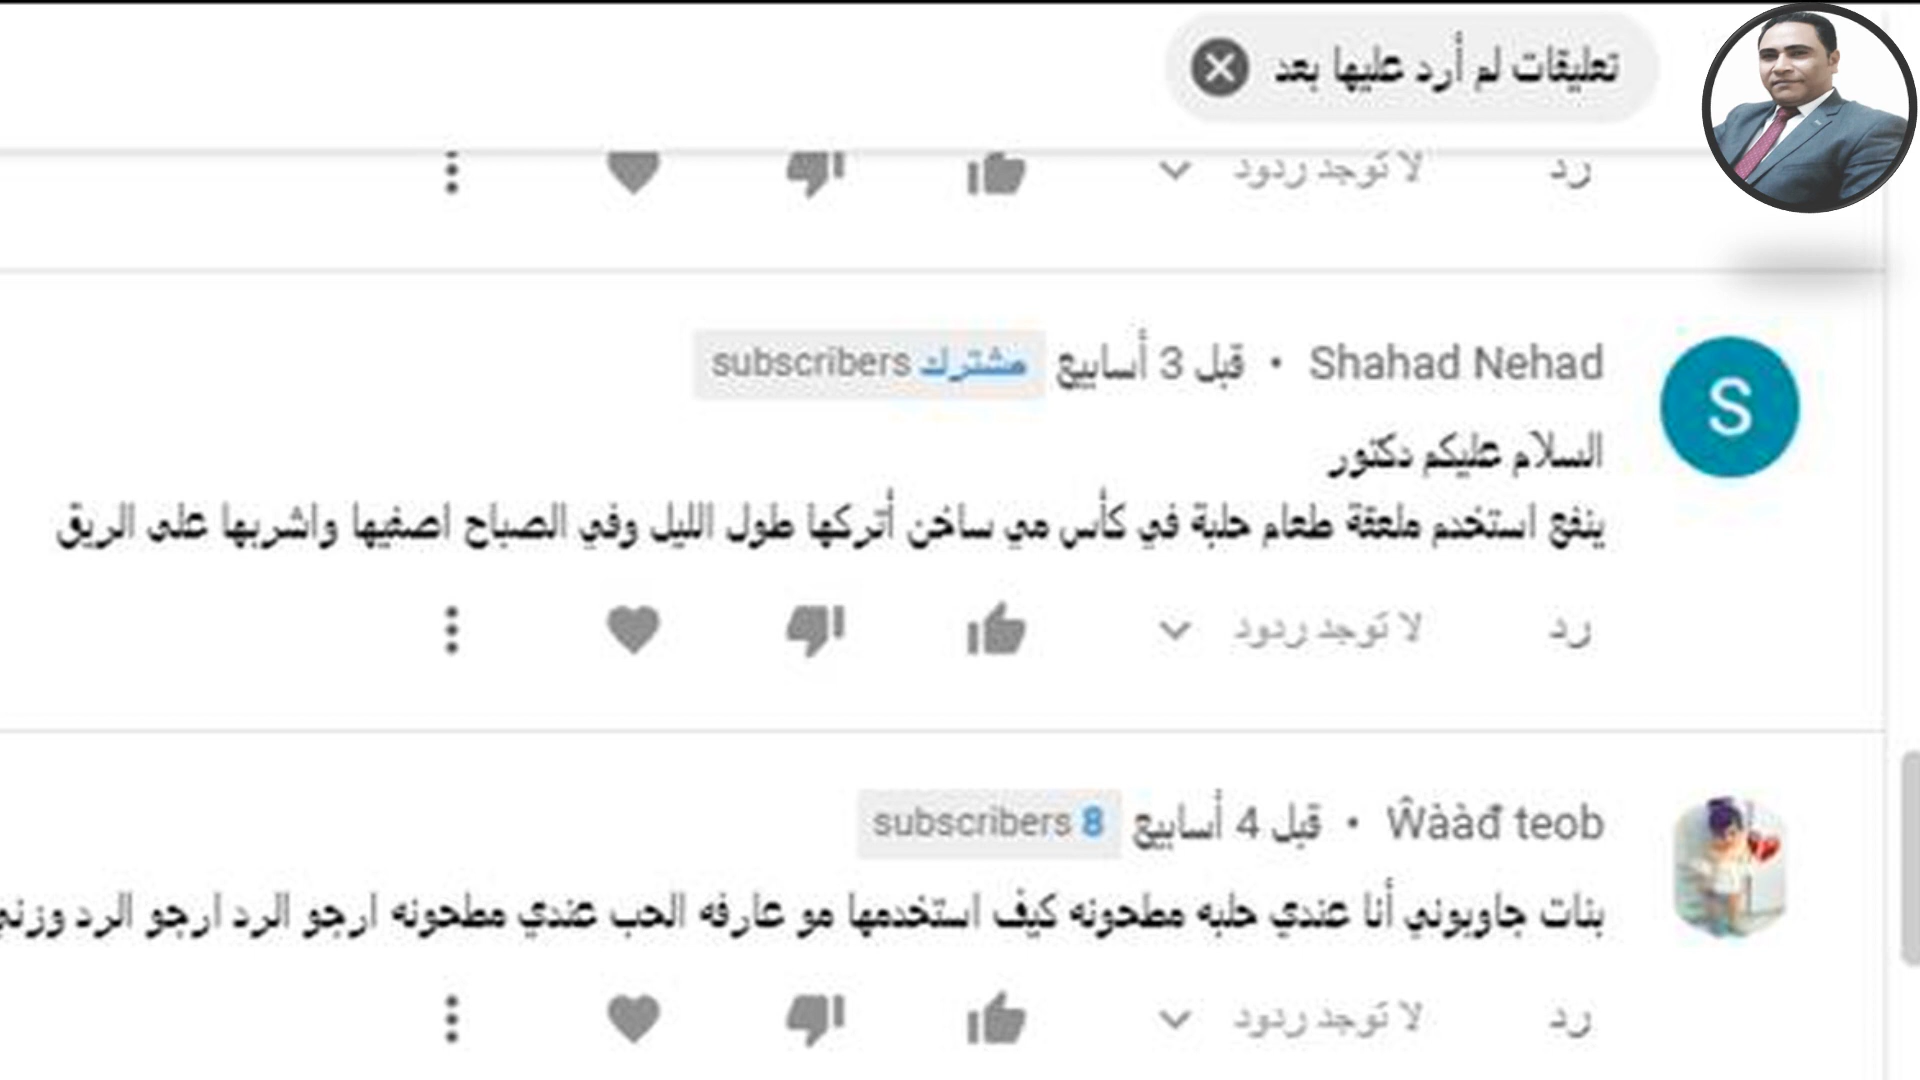 تعليقات لم أرد عليها بعد
رد لا توجد ردود
Shahad Nehad • قبل 3 أسابيع مشترك subscribers
S
السلام عليكم دكتور
ينفع استخدم ملعقة طعام حلبة في كأس مي ساخن أتركها طول الليل وفي الصباح اصفيها واشربها على الريق
رد لا توجد ردود
Ŵààđ teob • قبل 4 أسابيع 8 subscribers
بنات جاوبوني أنا عندي حلبه مطحونه كيف استخدمها مو عارفه الحب عندي مطحونه ارجو الرد ارجو الرد وزني
رد لا توجد ردود